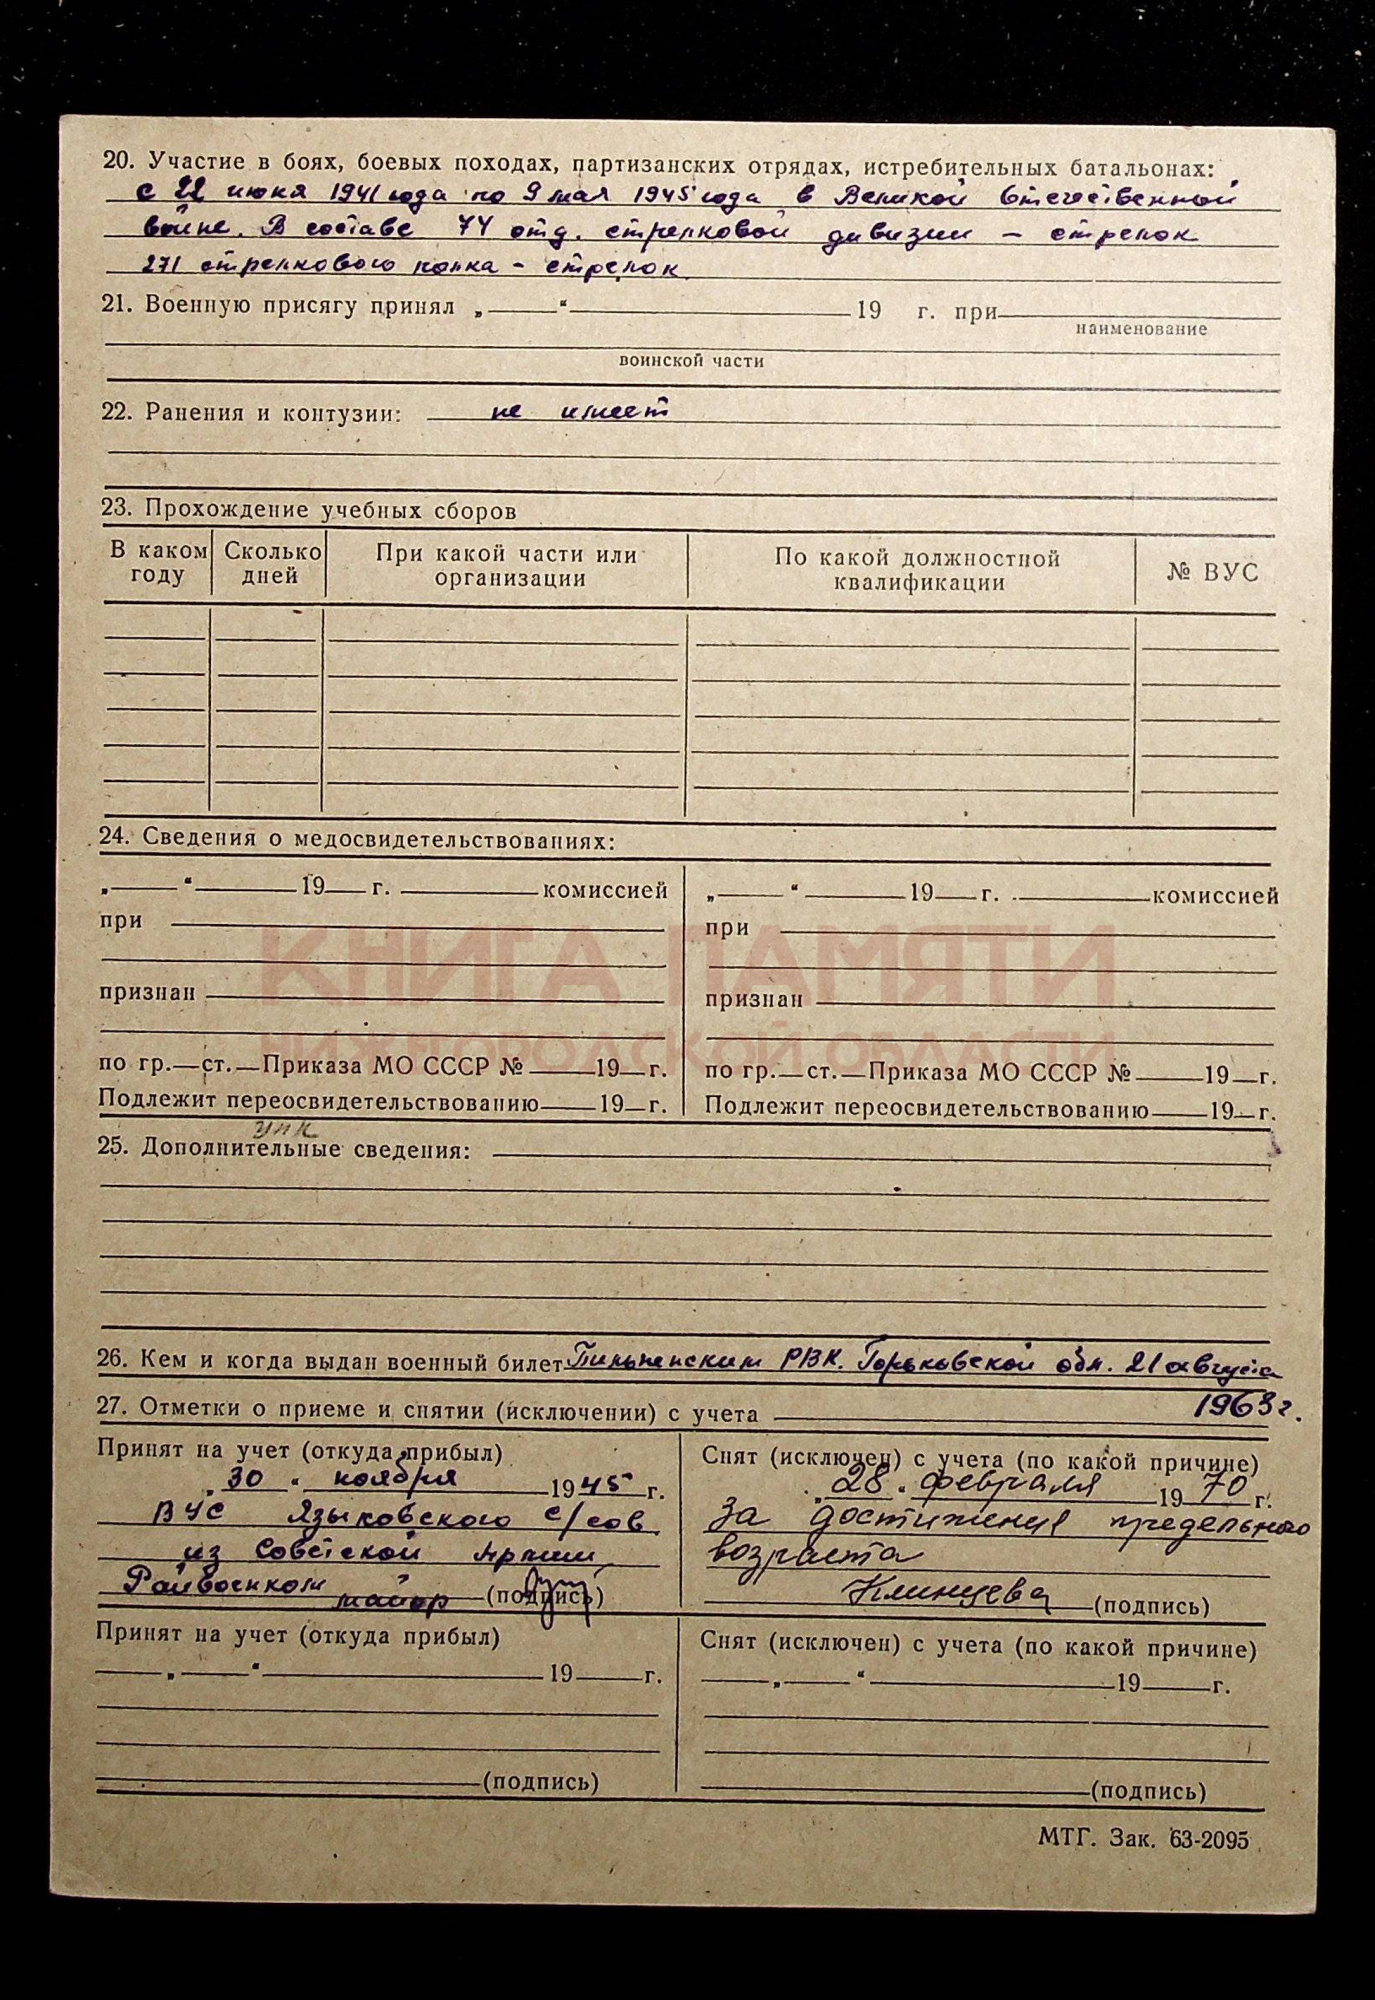 20. Участие в боях, боевых походах, партизанских отрядах, истребительных батальонах:
с 22 июня 1941 года по 9 мая 1945 года в Великой Отечественной
войне. В составе 74 отд. стрелковой дивизии – стрелок
271 стрелкового полка – стрелок
21. Военную присягу принял „ “ 19 г. при
наименование
воинской части
22. Ранения и контузии: не имеет
23. Прохождение учебных сборов
В каком году Сколько дней При какой части или организации По какой должностной квалификации № ВУС
24. Сведения о медосвидетельствованиях:
„ “ 19 г. комиссией „ “ 19 г. комиссией
при при
КНИГА ПАМЯТИ
признан признан
НИЖЕГОРОДСКОЙ ОБЛАСТИ
по гр. ст. Приказа МО СССР № 19 г. по гр. ст. Приказа МО СССР № 19 г.
Подлежит переосвидетельствованию 19 г. Подлежит переосвидетельствованию 19 г.
25. Дополнительные сведения:
26. Кем и когда выдан военный билет Пильненским РВК. Горьковской обл. 21 августа
1963 г.
27. Отметки о приеме и снятии (исключении) с учета
Принят на учет (откуда прибыл)
„30“ ноября 1945 г.
ВУС Языковского с/сов.
из Советской Армии
Райвоенком майор (подпись)
Снят (исключен) с учета (по какой причине)
„28“ февраля 1970 г.
за достижения предельного
возраста
Клинцева (подпись)
Принят на учет (откуда прибыл)
„ “ 19 г.
(подпись)
Снят (исключен) с учета (по какой причине)
„ “ 19 г.
(подпись)
МТГ. Зак. 63-2095